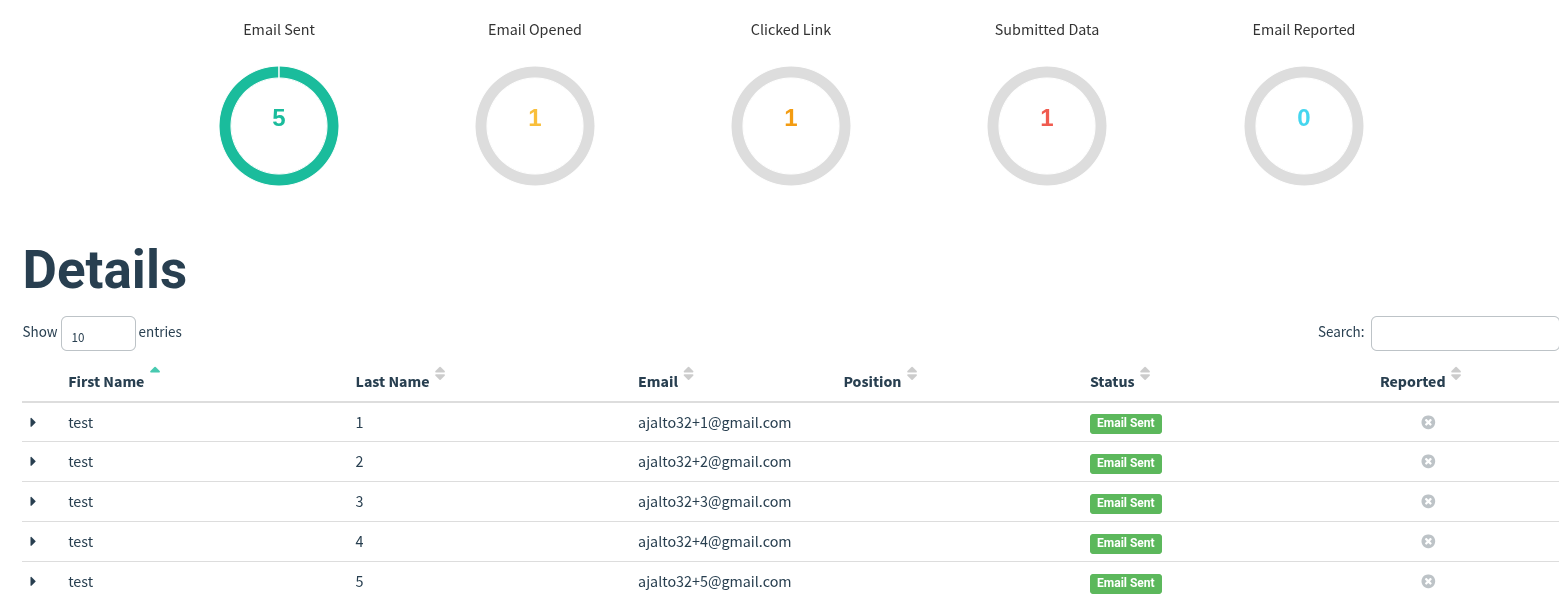 Email Sent Email Opened Clicked Link Submitted Data Email Reported
5 1 1 1 0
Details
Show 10 entries Search:
First Name Last Name Email Position Status Reported
test 1 ajalto32+1@gmail.com Email Sent
test 2 ajalto32+2@gmail.com Email Sent
test 3 ajalto32+3@gmail.com Email Sent
test 4 ajalto32+4@gmail.com Email Sent
test 5 ajalto32+5@gmail.com Email Sent